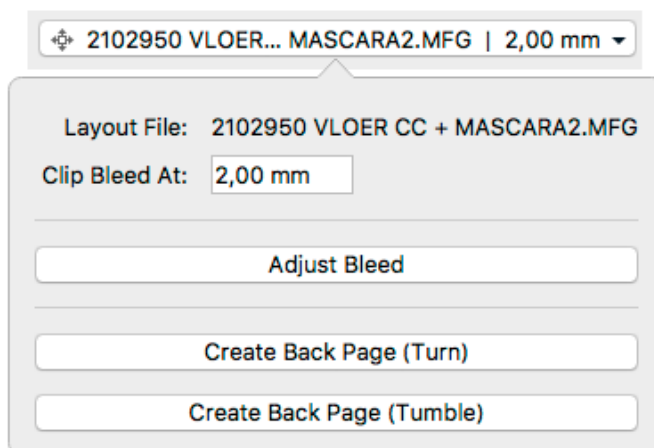 2102950 VLOER... MASCARA2.MFG | 2,00 mm
Layout File: 2102950 VLOER CC + MASCARA2.MFG
Clip Bleed At: 2,00 mm
Adjust Bleed
Create Back Page (Turn)
Create Back Page (Tumble)